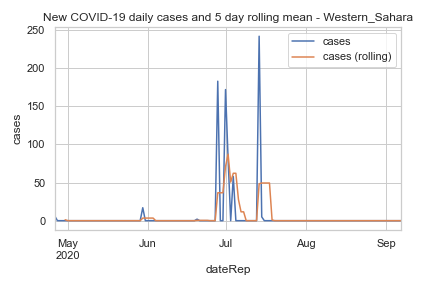 New COVID-19 daily cases and 5 day rolling mean - Western_Sahara
cases
cases (rolling)
250
200
150
100
50
0
cases
May
2020
Jun
Jul
Aug
Sep
dateRep